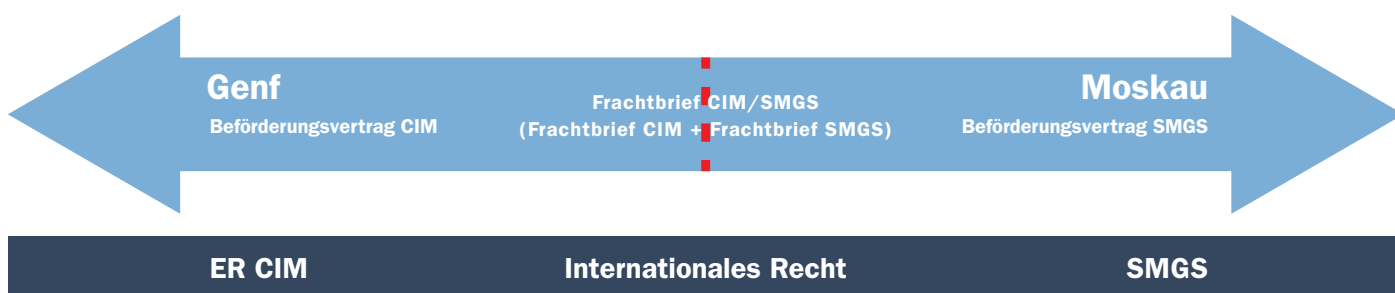 Genf
Beförderungsvertrag CIM
Frachtbrief CIM/SMGS
(Frachtbrief CIM + Frachtbrief SMGS)
Moskau
Beförderungsvertrag SMGS
ER CIM
Internationales Recht
SMGS